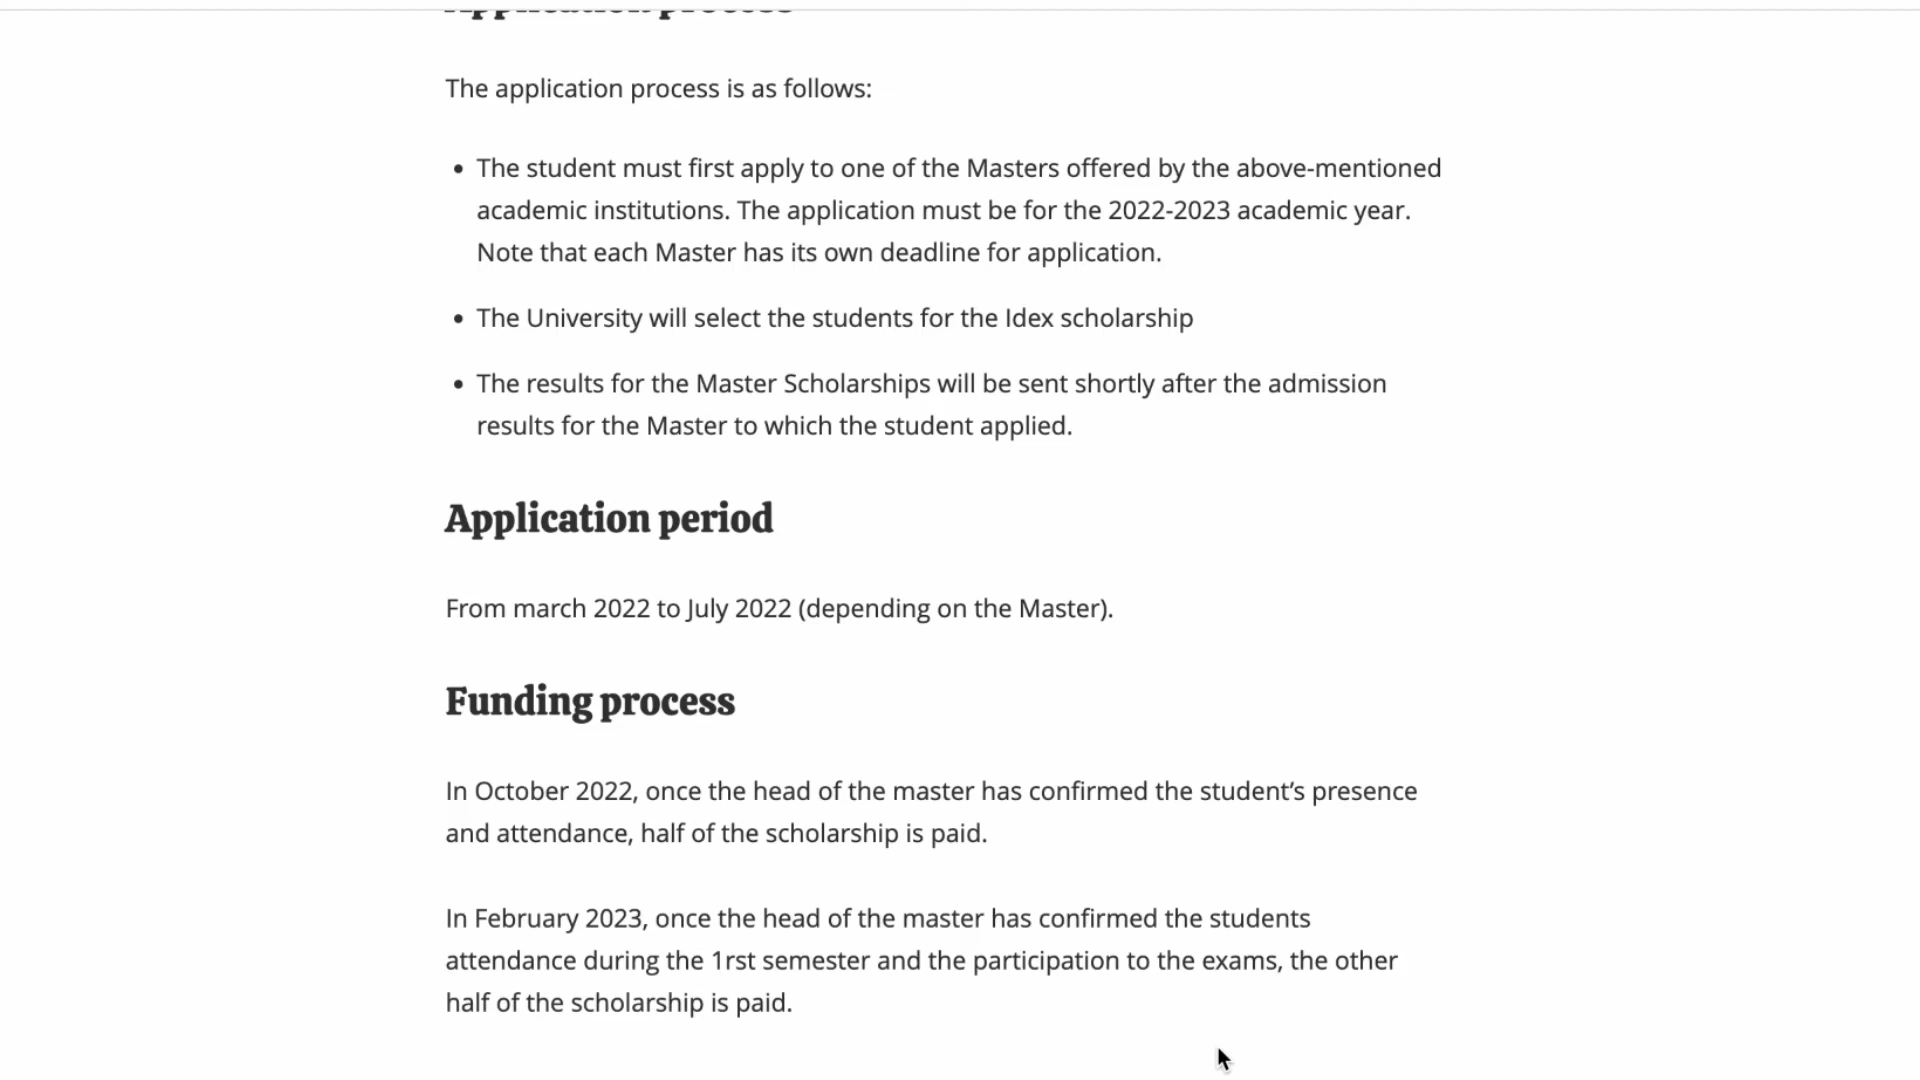 Application process
The application process is as follows:
• The student must first apply to one of the Masters offered by the above-mentioned
academic institutions. The application must be for the 2022-2023 academic year.
Note that each Master has its own deadline for application.
• The University will select the students for the Idex scholarship
• The results for the Master Scholarships will be sent shortly after the admission
results for the Master to which the student applied.
Application period
From march 2022 to July 2022 (depending on the Master).
Funding process
In October 2022, once the head of the master has confirmed the student’s presence
and attendance, half of the scholarship is paid.
In February 2023, once the head of the master has confirmed the students
attendance during the 1rst semester and the participation to the exams, the other
half of the scholarship is paid.